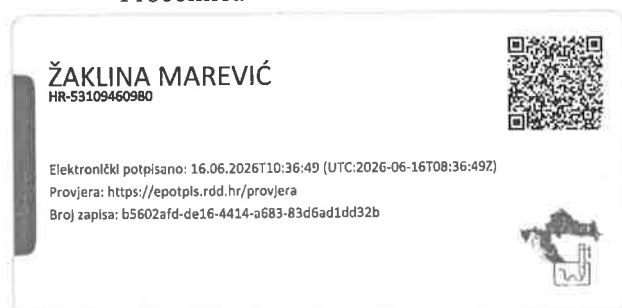 ŽAKLINA MAREVIĆ
HR-53109460980
Elektronički potpisano: 16.06.2026T10:36:49 (UTC:2026-06-16T08:36:49Z)
Provjera: https://epotpis.rdd.hr/provjera
Broj zapisa: b5602afd-de16-4414-a683-83d6ad1dd32b